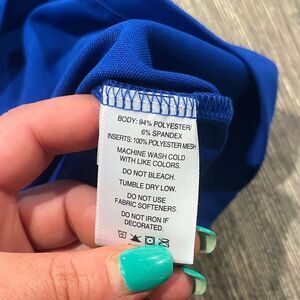 BODY: 94% POLYESTER/
6% SPANDEX
INSERTS: 100% POLYESTER MESH
MACHINE WASH COLD
WITH LIKE COLORS.
DO NOT BLEACH.
TUMBLE DRY LOW.
DO NOT USE
FABRIC SOFTENERS.
DO NOT IRON IF
DECORATED.